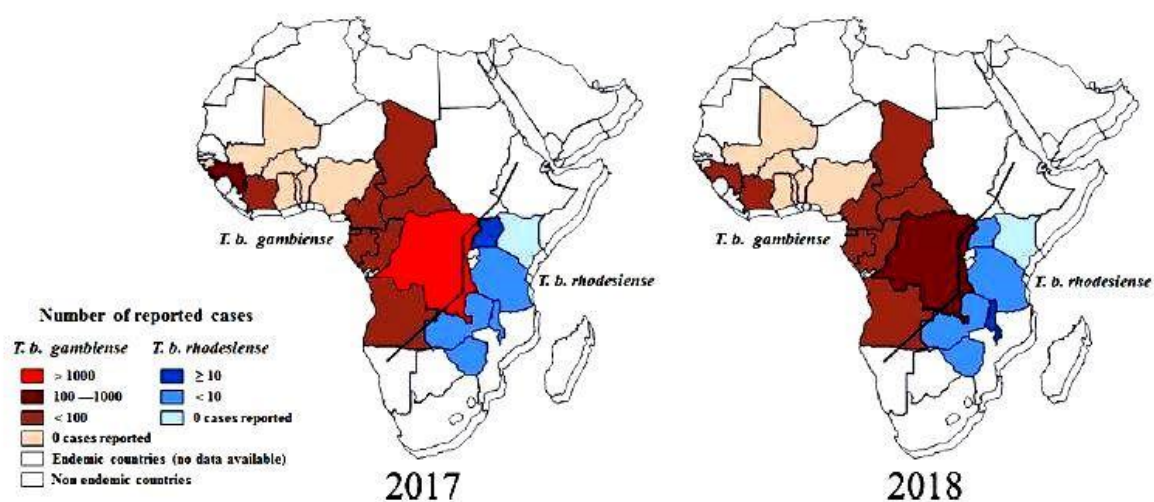 T. b. gambiense
T. b. rhodesiense
T. b. gambiense
T. b. rhodesiense
Number of reported cases
T. b. gambiense T. b. rhodesiense
> 1000 ≥ 10
100 —1000 < 10
< 100 0 cases reported
0 cases reported
Endemic countries (no data available)
Non endemic countries
2017 2018